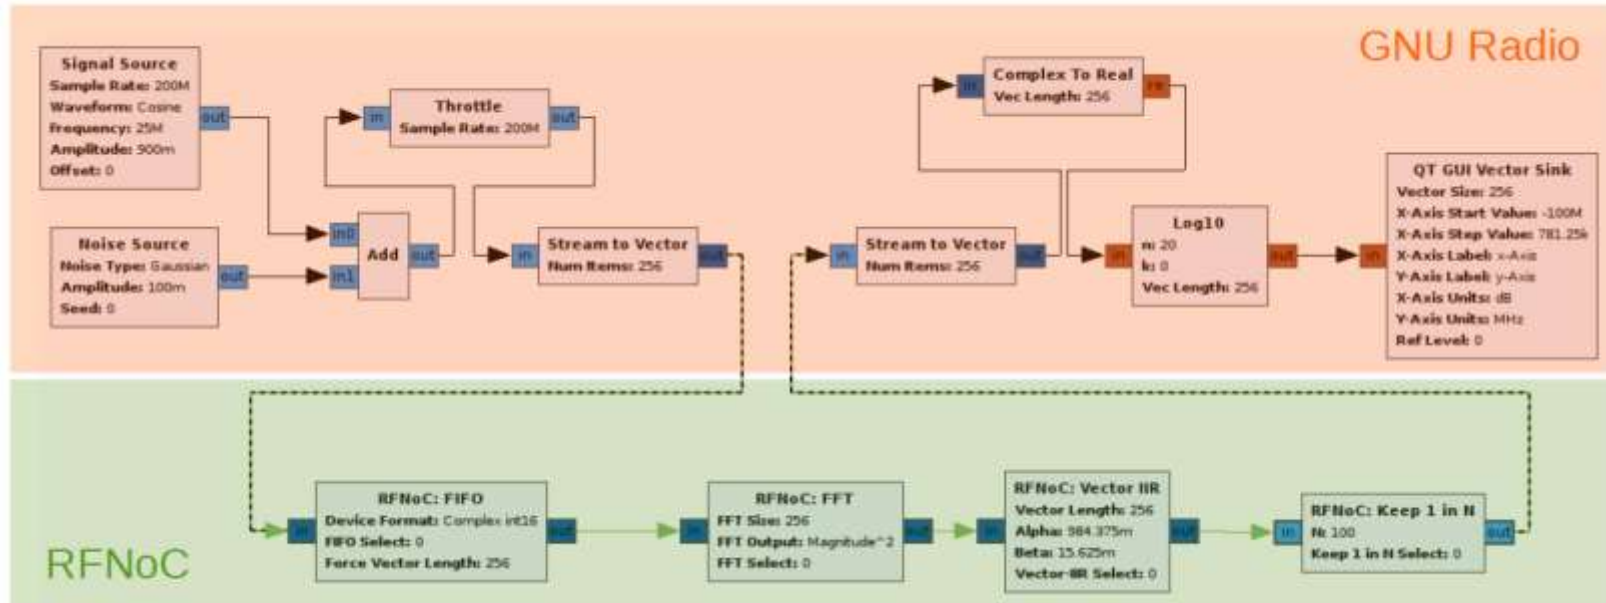 GNU Radio
Signal Source
Sample Rate: 200M
Waveform: Cosine
Frequency: 25M
Amplitude: 900m
Offset: 0
out
Noise Source
Noise Type: Gaussian
Amplitude: 100m
Seed: 0
out
in0
in1
Add
out
in
Throttle
Sample Rate: 200M
out
in
Stream to Vector
Num Items: 256
out
in
Stream to Vector
Num Items: 256
out
in
Complex To Real
Vec Length: 256
re
in
Log10
n: 20
k: 0
Vec Length: 256
out
in
QT GUI Vector Sink
Vector Size: 256
X-Axis Start Value: -100M
X-Axis Step Value: 781.25k
X-Axis Label: x-Axis
Y-Axis Label: y-Axis
X-Axis Units: dB
Y-Axis Units: MHz
Ref Level: 0
RFNoC
in
RFNoC: FIFO
Device Format: Complex int16
FIFO Select: 0
Force Vector Length: 256
out
in
RFNoC: FFT
FFT Size: 256
FFT Output: Magnitude^2
FFT Select: 0
out
in
RFNoC: Vector IIR
Vector Length: 256
Alpha: 984.375m
Beta: 15.625m
Vector-IIR Select: 0
out
in
RFNoC: Keep 1 in N
N: 100
Keep 1 in N Select: 0
out